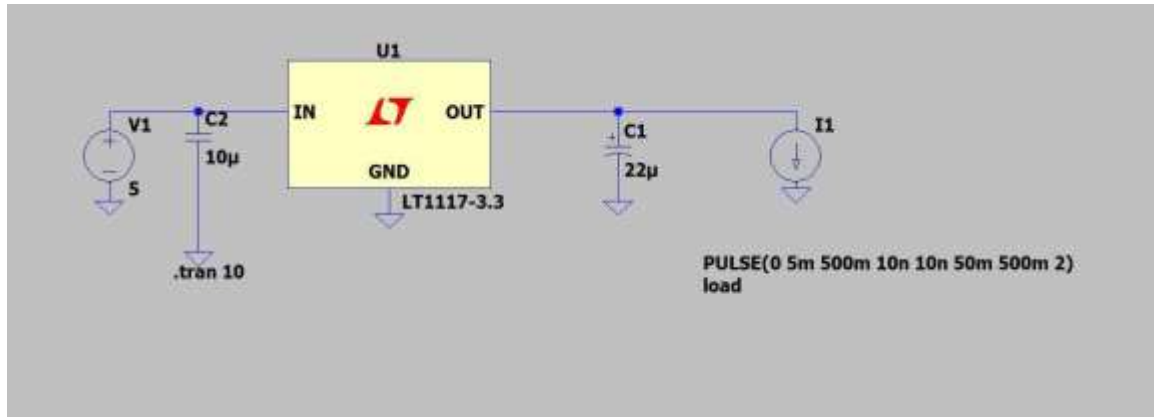 U1
IN
OUT
GND
LT1117-3.3
V1
5
C2
10µ
.tran 10
C1
22µ
I1
PULSE(0 5m 500m 10n 10n 50m 500m 2)
load